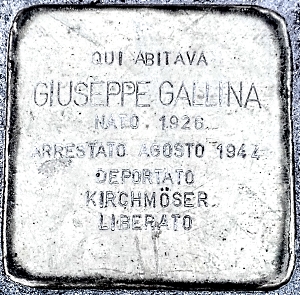 QUI ABITAVA
GIUSEPPE GALLINA
NATO 1926
ARRESTATO AGOSTO 1944
DEPORTATO
KIRCHMÖSER
LIBERATO